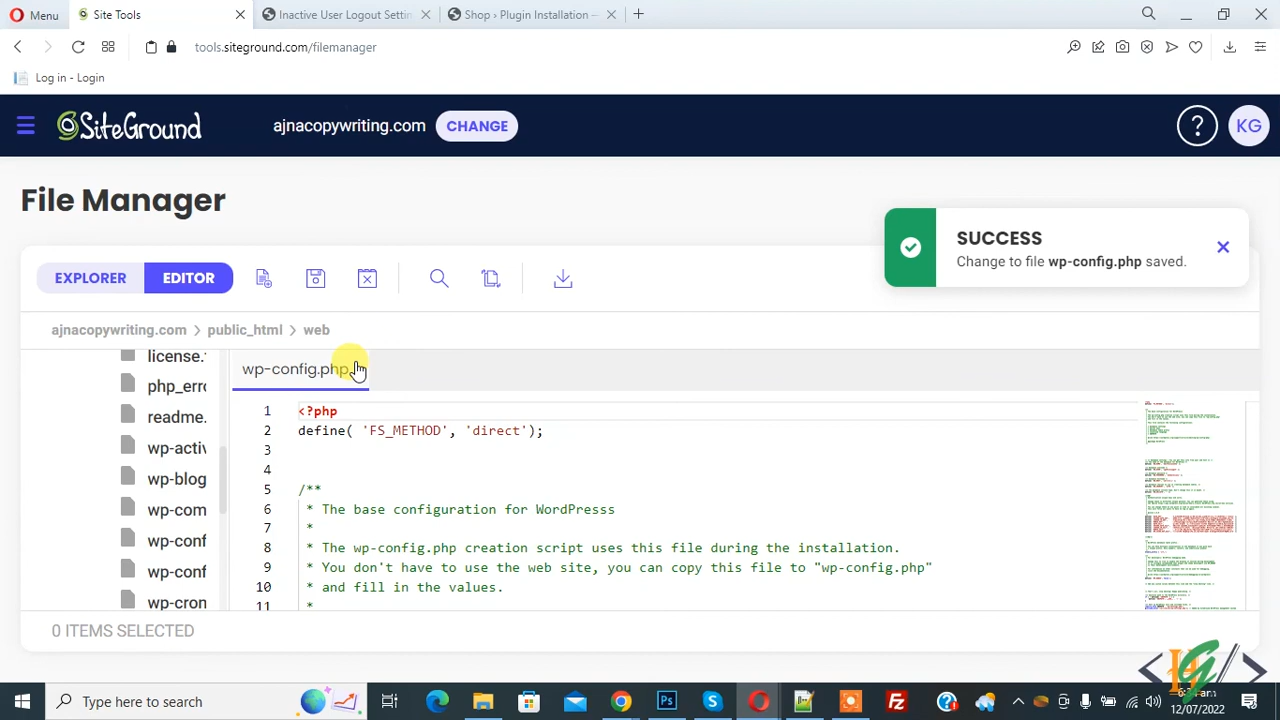 Menu
Site Tools
Inactive User Logout Settin
Shop › Plugin Installation —
tools.siteground.com/filemanager
Log in - Login
SiteGround
ajnacopywriting.com
CHANGE
?
KG
File Manager
SUCCESS
Change to file wp-config.php saved.
EXPLORER
EDITOR
ajnacopywriting.com > public_html > web
license.
php_erro
readme.
wp-activ
wp-blog
wp-com
wp-conf
wp-conf
wp-cron
wp-config.php
1 <?php
2 define( 'FS_METHOD', 'direct' );
3
4
5 /**
6 The base configuration for WordPresss
7
8 The wp-config.php creation script uses this file during the installation.
9 You don't have to use the web site, you can copy this file to "wp-config.php"
10 and fill in the values.
11
0 ITEMS SELECTED
Type here to search
12/07/2022